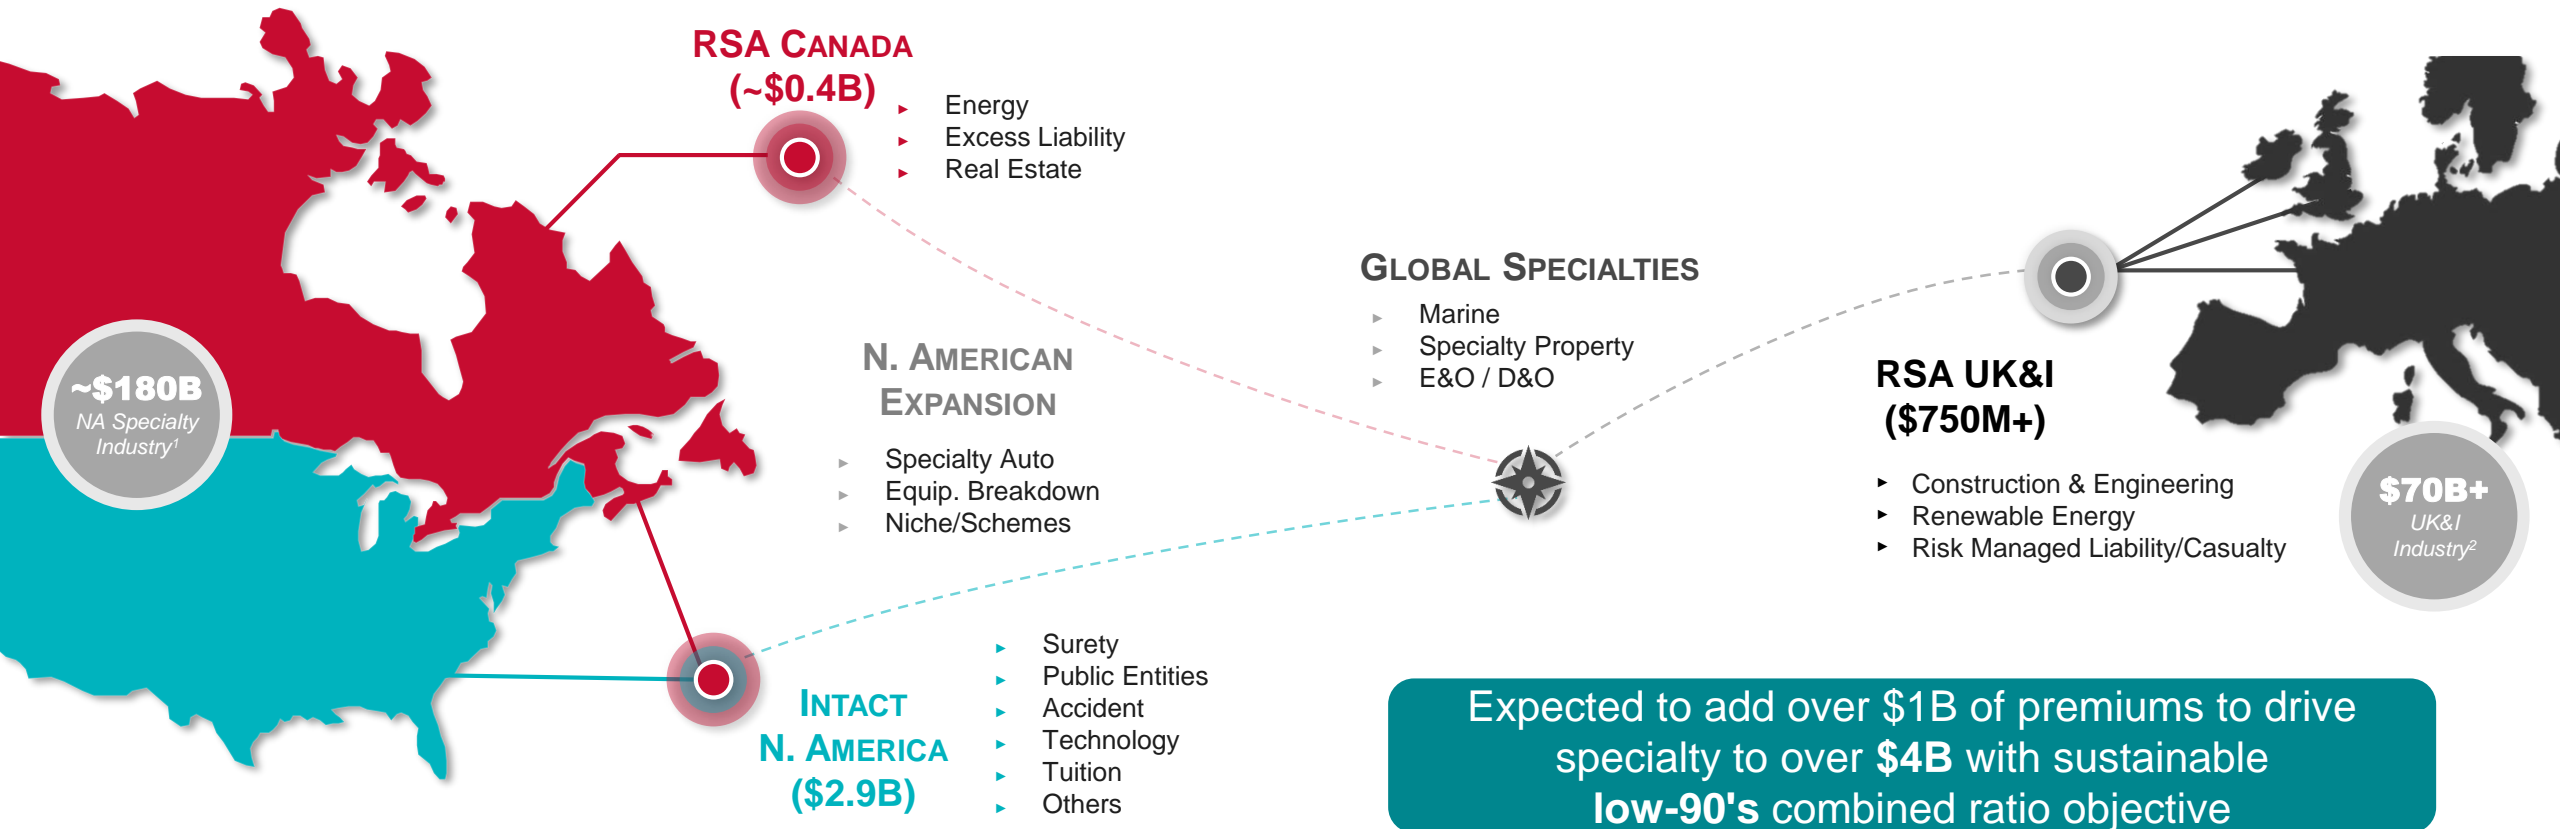 RSA CANADA
(~$0.4B)
► Energy
► Excess Liability
► Real Estate
~$180B
NA Specialty
Industry¹
N. AMERICAN
EXPANSION
► Specialty Auto
► Equip. Breakdown
► Niche/Schemes
GLOBAL SPECIALTIES
► Marine
► Specialty Property
► E&O / D&O
RSA UK&I
($750M+)
► Construction & Engineering
► Renewable Energy
► Risk Managed Liability/Casualty
$70B+
UK&I
Industry²
INTACT
N. AMERICA
($2.9B)
► Surety
► Public Entities
► Accident
► Technology
► Tuition
► Others
Expected to add over $1B of premiums to drive
specialty to over $4B with sustainable
low-90's combined ratio objective